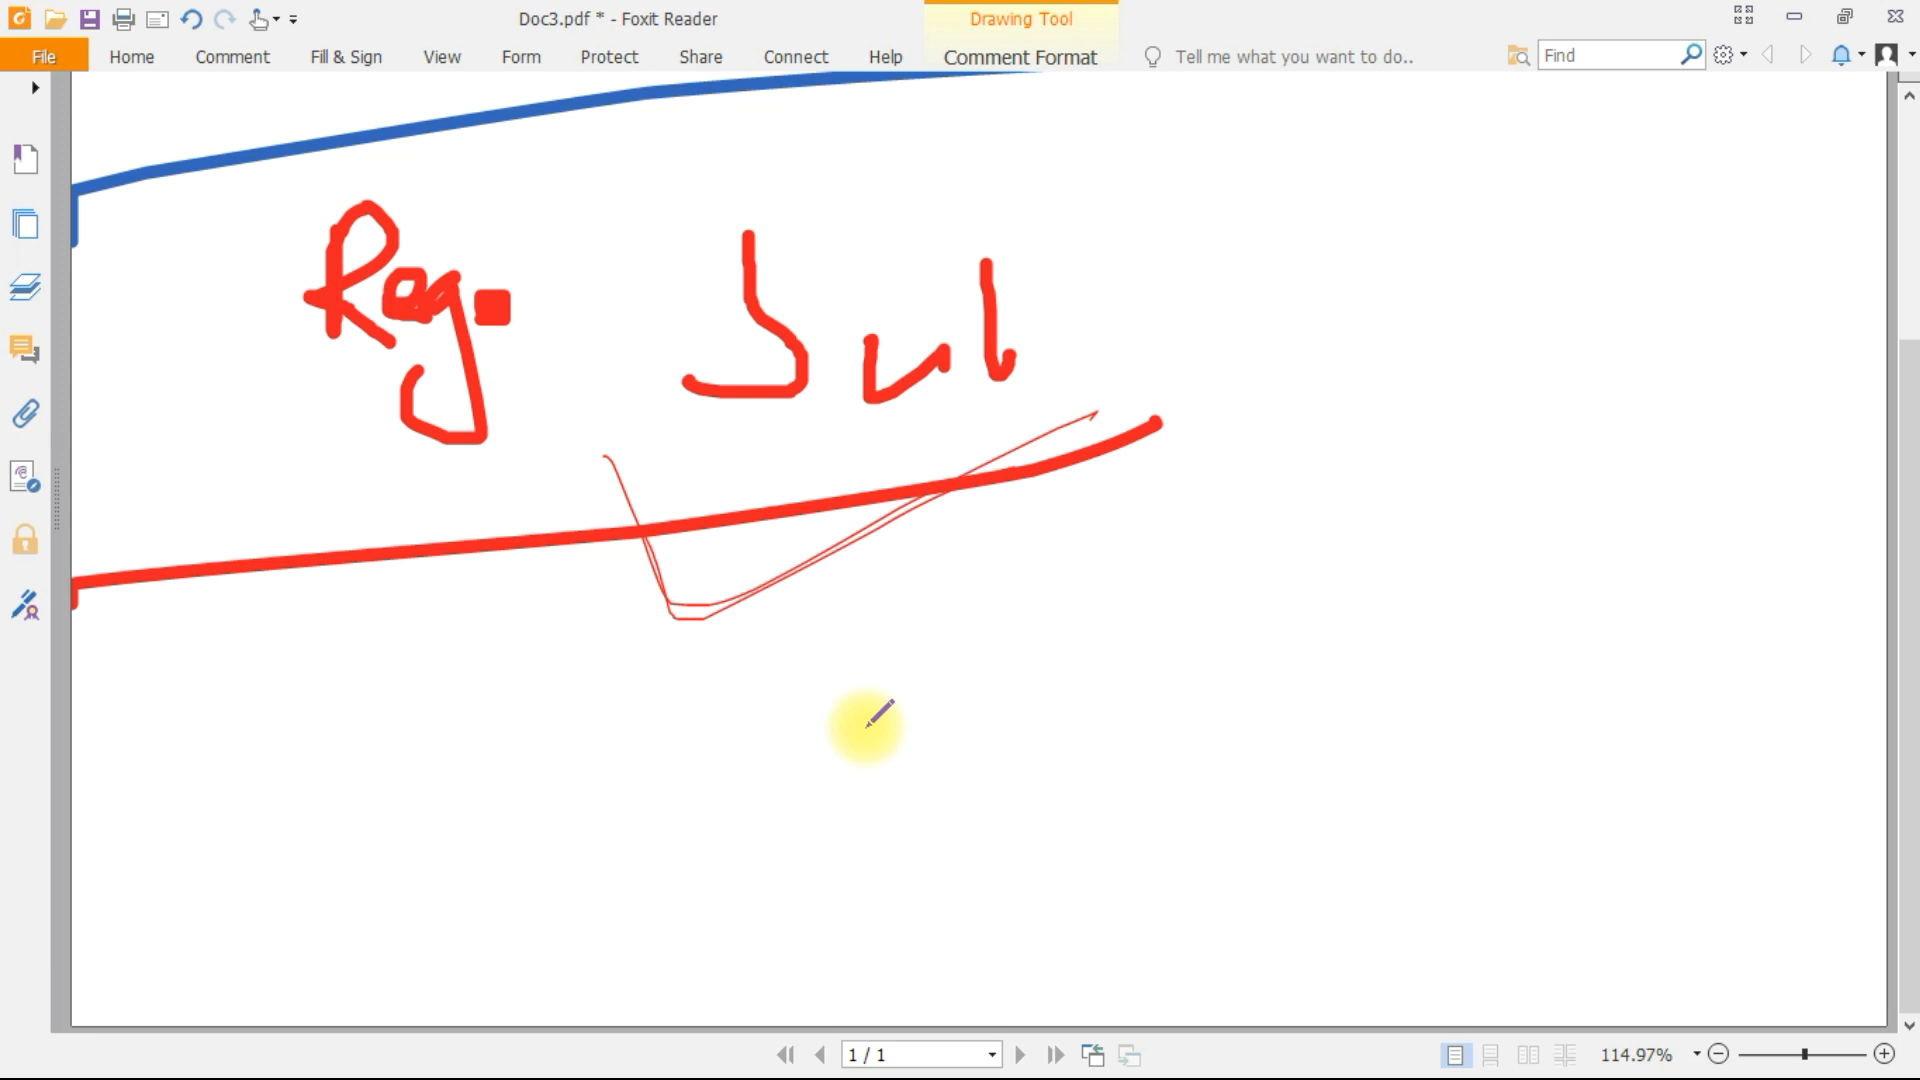 Doc3.pdf * - Foxit Reader
Drawing Tool
File Home Comment Fill & Sign View Form Protect Share Connect Help Comment Format Tell me what you want to do.. Find
Reg.
1 / 1
114.97%